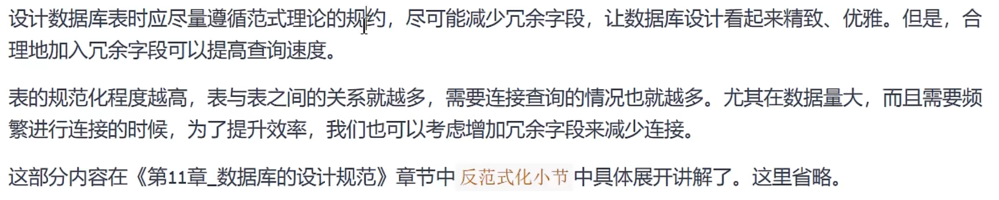 设计数据库表时应尽量遵循范式理论的规约，尽可能减少冗余字段，让数据库设计看起来精致、优雅。但是，合
理地加入冗余字段可以提高查询速度。
表的规范化程度越高，表与表之间的关系就越多，需要连接查询的情况也就越多。尤其在数据量大，而且需要频
繁进行连接的时候，为了提升效率，我们也可以考虑增加冗余字段来减少连接。
这部分内容在《第11章_数据库的设计规范》章节中 反范式化小节 中具体展开讲解了。这里省略。